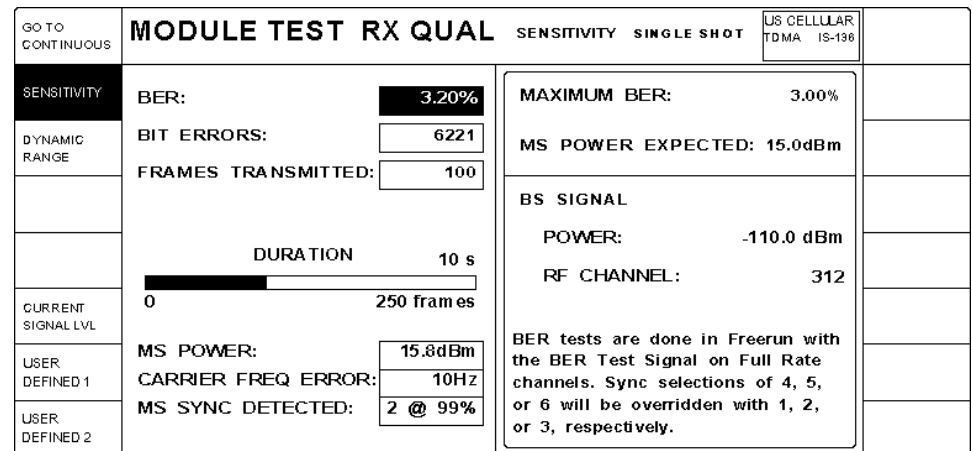 GO TO
CONTINUOUS
MODULE TEST RX QUAL SENSITIVITY SINGLE SHOT
US CELLULAR
TDMA IS-136
SENSITIVITY
DYNAMIC
RANGE
CURRENT
SIGNAL LVL
USER
DEFINED 1
USER
DEFINED 2
BER: 3.20%
BIT ERRORS: 6221
FRAMES TRANSMITTED: 100
DURATION 10 s
0 250 frames
MS POWER: 15.8dBm
CARRIER FREQ ERROR: 10Hz
MS SYNC DETECTED: 2 @ 99%
MAXIMUM BER: 3.00%
MS POWER EXPECTED: 15.0dBm
BS SIGNAL
POWER: -110.0 dBm
RF CHANNEL: 312
BER tests are done in Freerun with
the BER Test Signal on Full Rate
channels. Sync selections of 4, 5,
or 6 will be overridden with 1, 2,
or 3, respectively.